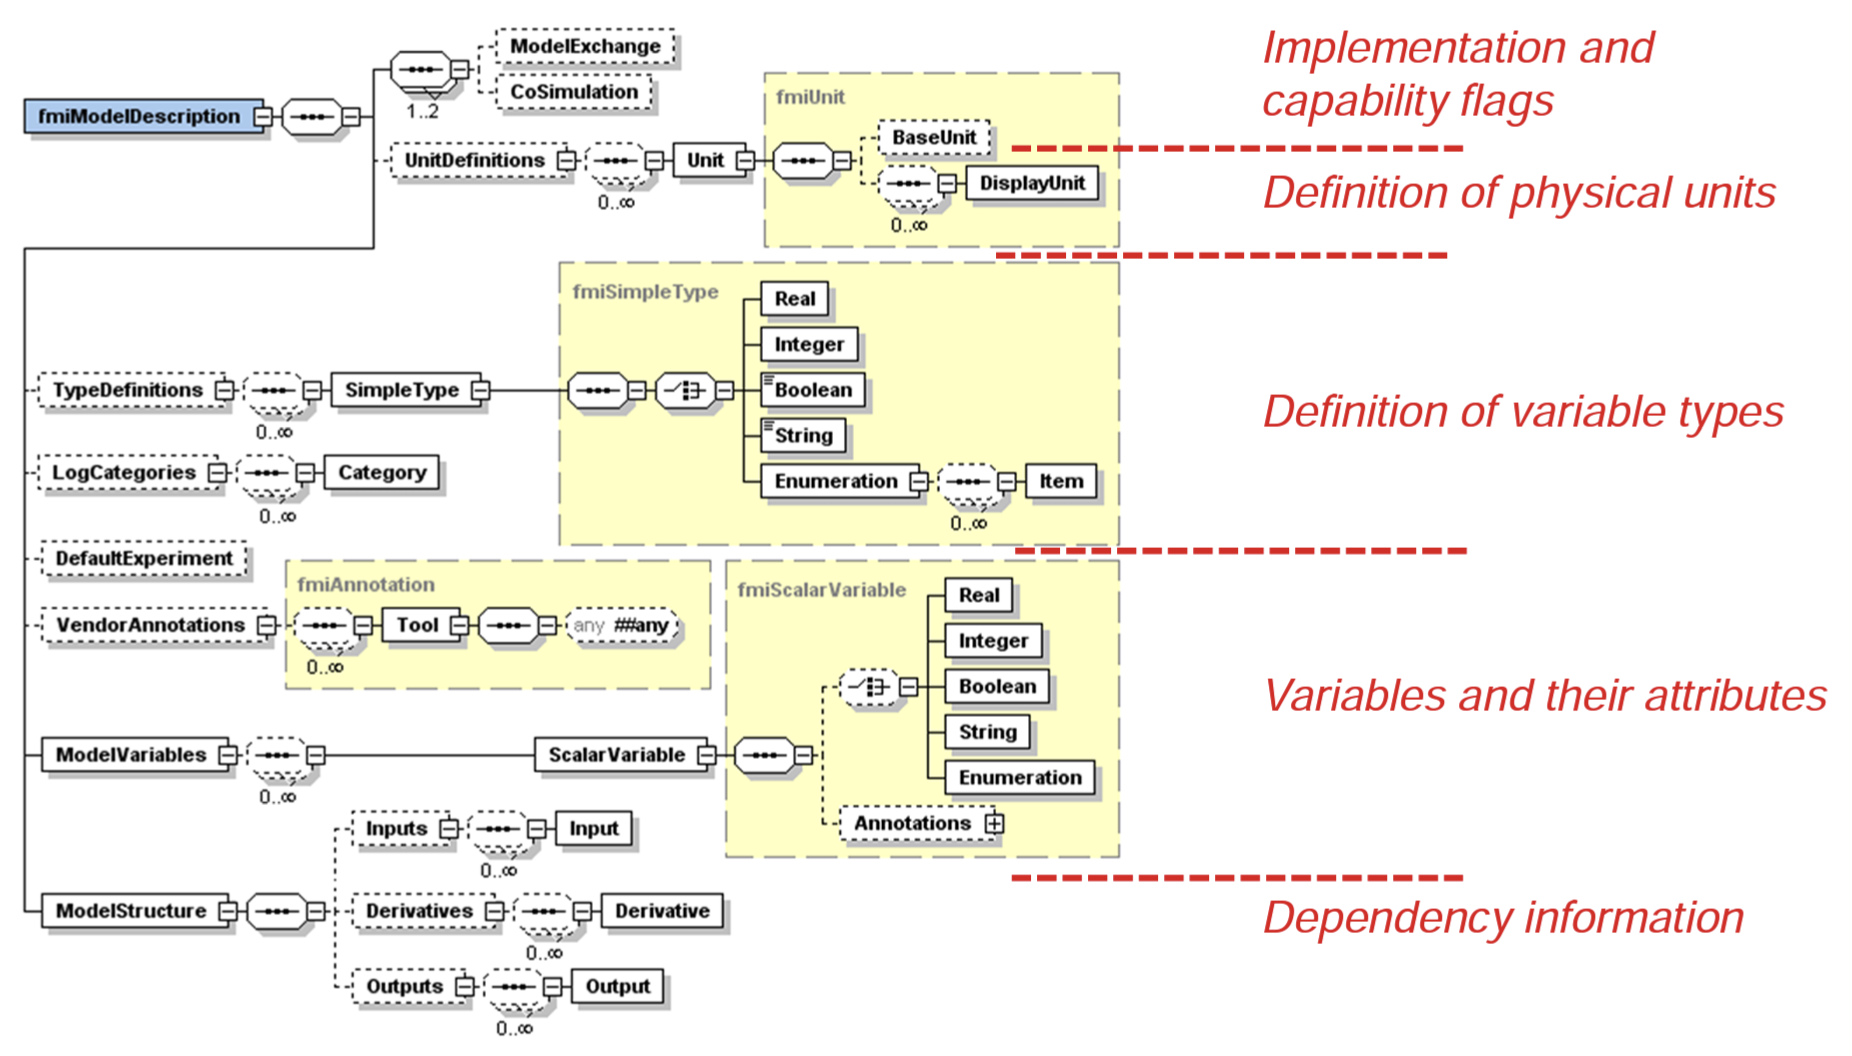 ModelExchange
Implementation and
capability flags
CoSimulation
fmiModelDescription
1..2
fmiUnit
BaseUnit
UnitDefinitions
Unit
DisplayUnit
0..∞
0..∞
Definition of physical units
fmiSimpleType
Real
Integer
TypeDefinitions
SimpleType
Boolean
0..∞
String
Definition of variable types
LogCategories
Category
Enumeration
Item
0..∞
0..∞
DefaultExperiment
fmiAnnotation
VendorAnnotations
Tool
any ##any
0..∞
fmiScalarVariable
Real
Integer
Boolean
String
Enumeration
Variables and their attributes
ModelVariables
ScalarVariable
0..∞
Annotations
Inputs
Input
0..∞
ModelStructure
Derivatives
Derivative
0..∞
Dependency information
Outputs
Output
0..∞